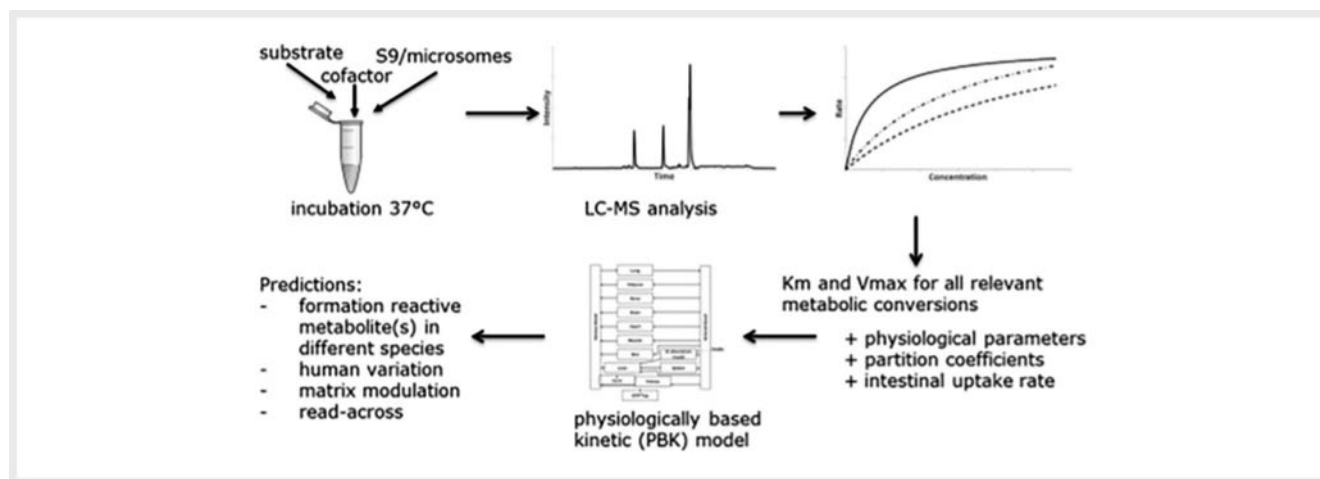 substrate
cofactor
S9/microsomes
incubation 37°C
Intensity
Time
LC-MS analysis
Rate
Concentration
Km and Vmax for all relevant
metabolic conversions
+ physiological parameters
+ partition coefficients
+ intestinal uptake rate
physiologically based
kinetic (PBK) model
Predictions:
- formation reactive
metabolite(s) in
different species
- human variation
- matrix modulation
- read-across